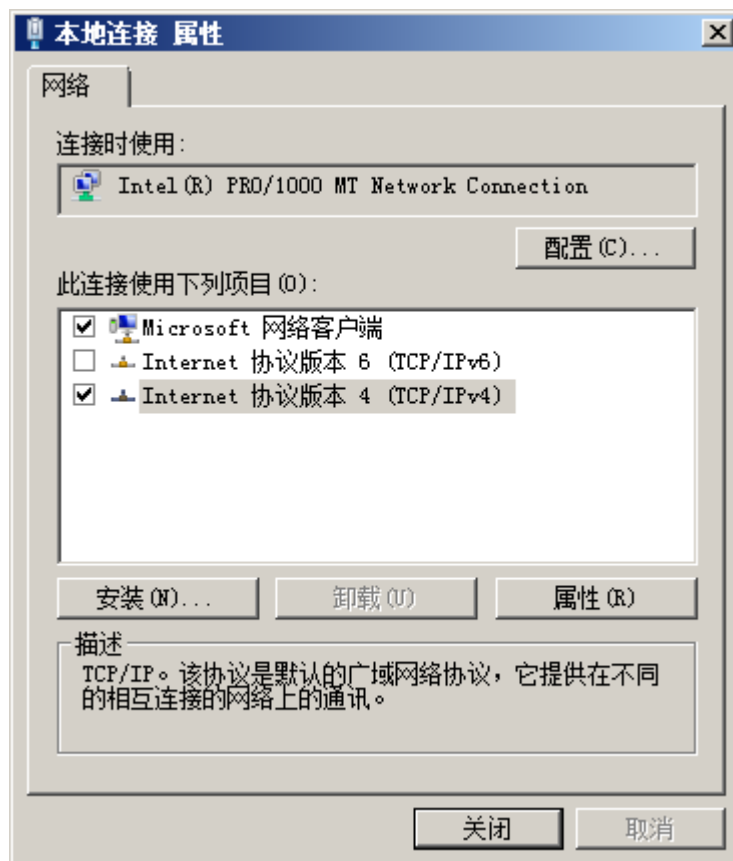 本地连接 属性
网络
连接时使用:
Intel(R) PRO/1000 MT Network Connection
配置(C)...
此连接使用下列项目(O):
Microsoft 网络客户端
Internet 协议版本 6 (TCP/IPv6)
Internet 协议版本 4 (TCP/IPv4)
安装(N)... 卸载(U) 属性(R)
描述
TCP/IP。该协议是默认的广域网络协议，它提供在不同
的相互连接的网络上的通讯。
关闭 取消